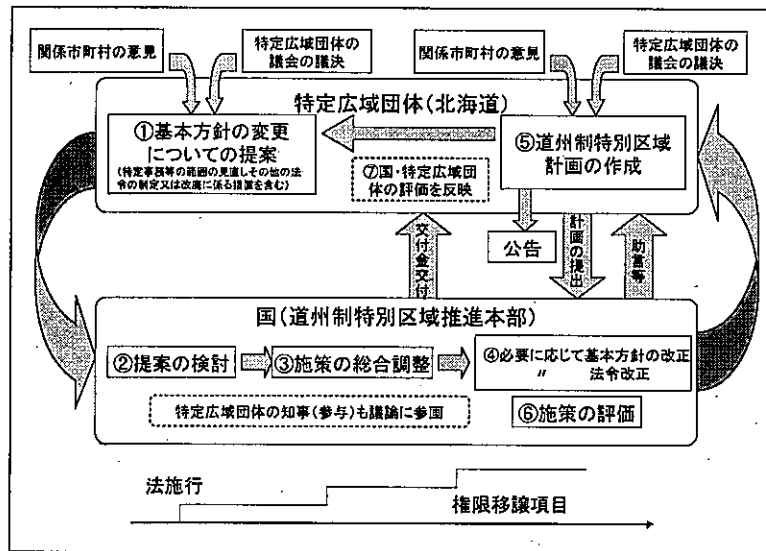 関係市町村の意見
特定広域団体の
議会の議決
関係市町村の意見
特定広域団体の
議会の議決
特定広域団体(北海道)
①基本方針の変更
についての提案
(特定事務等の範囲の見直しその他の法
令の制定又は改廃に係る措置を含む)
⑤道州制特別区域
計画の作成
⑦国・特定広域団
体の評価を反映
交付金交付
公告
計画の提出
助言等
国(道州制特別区域推進本部)
②提案の検討
③施策の総合調整
④必要に応じて基本方針の改正
〃 法令改正
特定広域団体の知事(参与)も議論に参画
⑥施策の評価
法施行
権限移譲項目